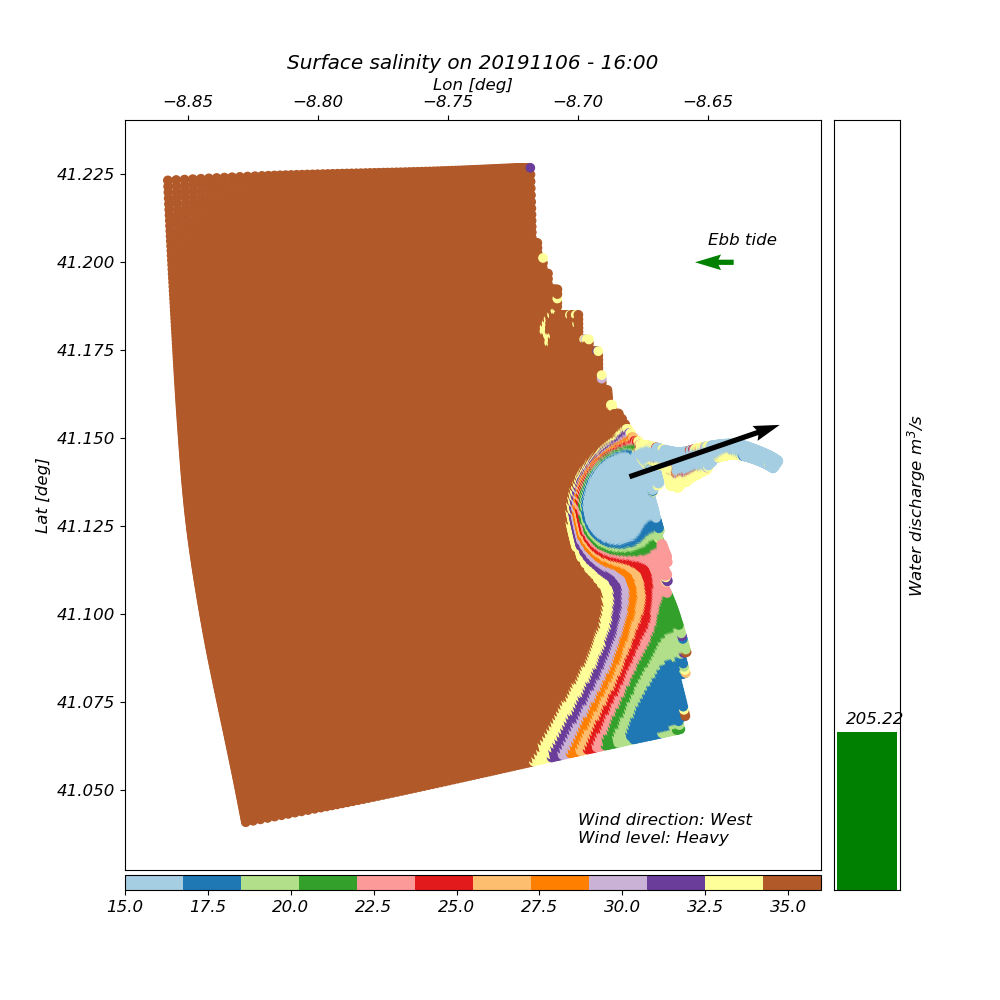 Surface salinity on 20191106 - 16:00
Lon [deg]
−8.85 −8.80 −8.75 −8.70 −8.65
41.225
41.200
41.175
41.150
41.125
41.100
41.075
41.050
Lat [deg]
Ebb tide
Wind direction: West
Wind level: Heavy
205.22
Water discharge m³/s
15.0 17.5 20.0 22.5 25.0 27.5 30.0 32.5 35.0